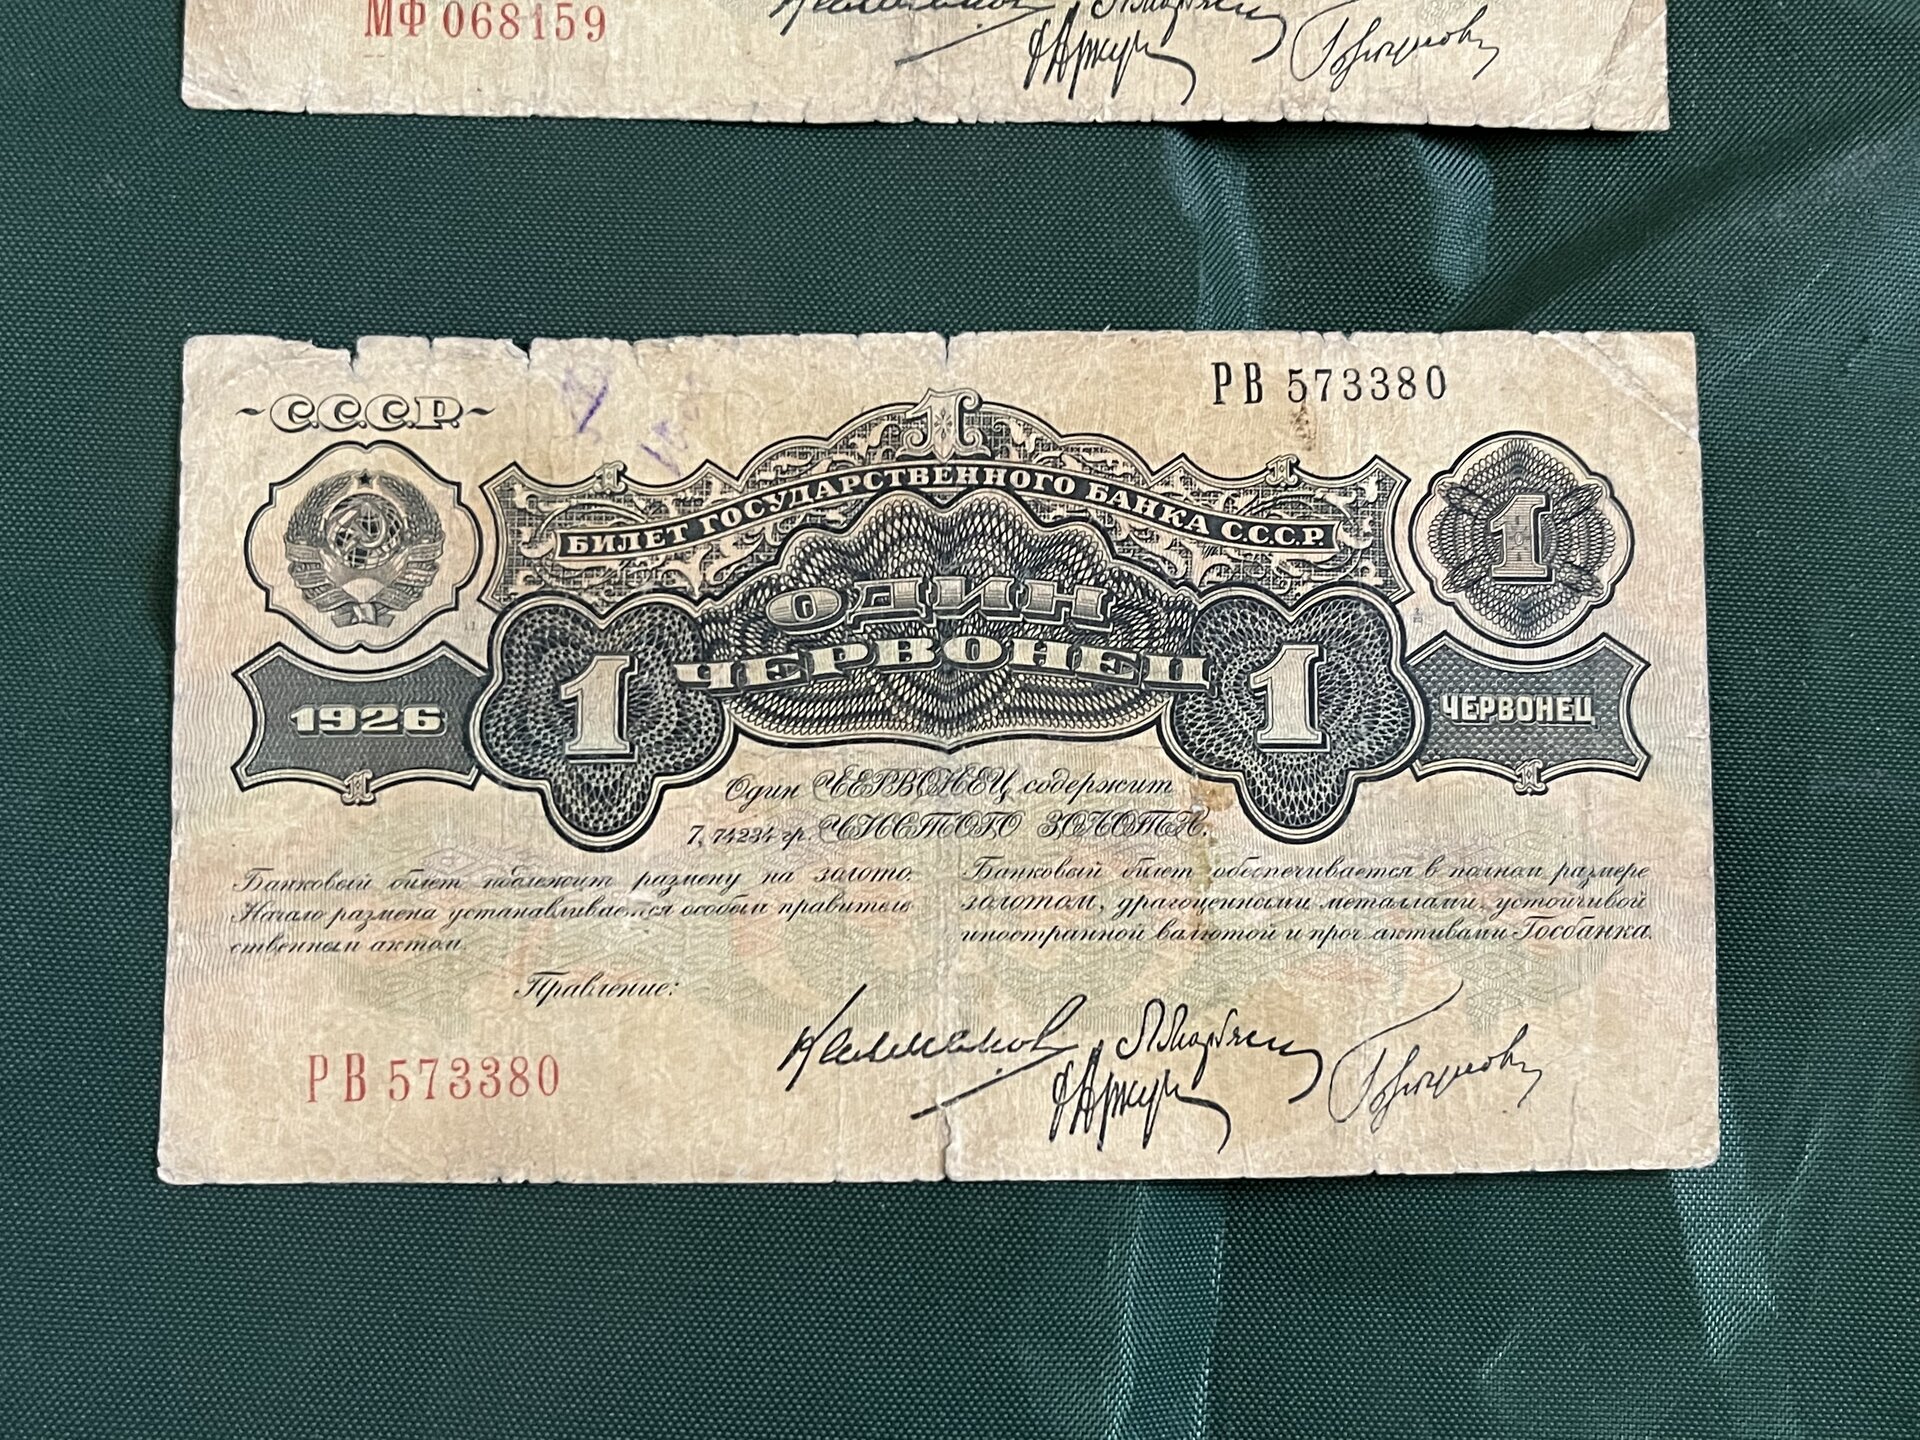 МФ 068159
С.С.С.Р.
РВ 573380
1
БИЛЕТ ГОСУДАРСТВЕННОГО БАНКА С.С.С.Р.
1
ОДИН
ЧЕРВОНЕЦ
1926
1
1
ЧЕРВОНЕЦ
Один ЧЕРВОНЕЦ содержит
7,74234 гр. ЧИСТОГО ЗОЛОТА.
Банковый билет подлежит размену на золото.
Начало размена устанавливается особым правитель
ственным актом.
Банковый билет обеспечивается в полном размере
золотом, драгоценными металлами, устойчивой
иностранной валютой и проч. активами Госбанка.
Правление:
РВ 573380